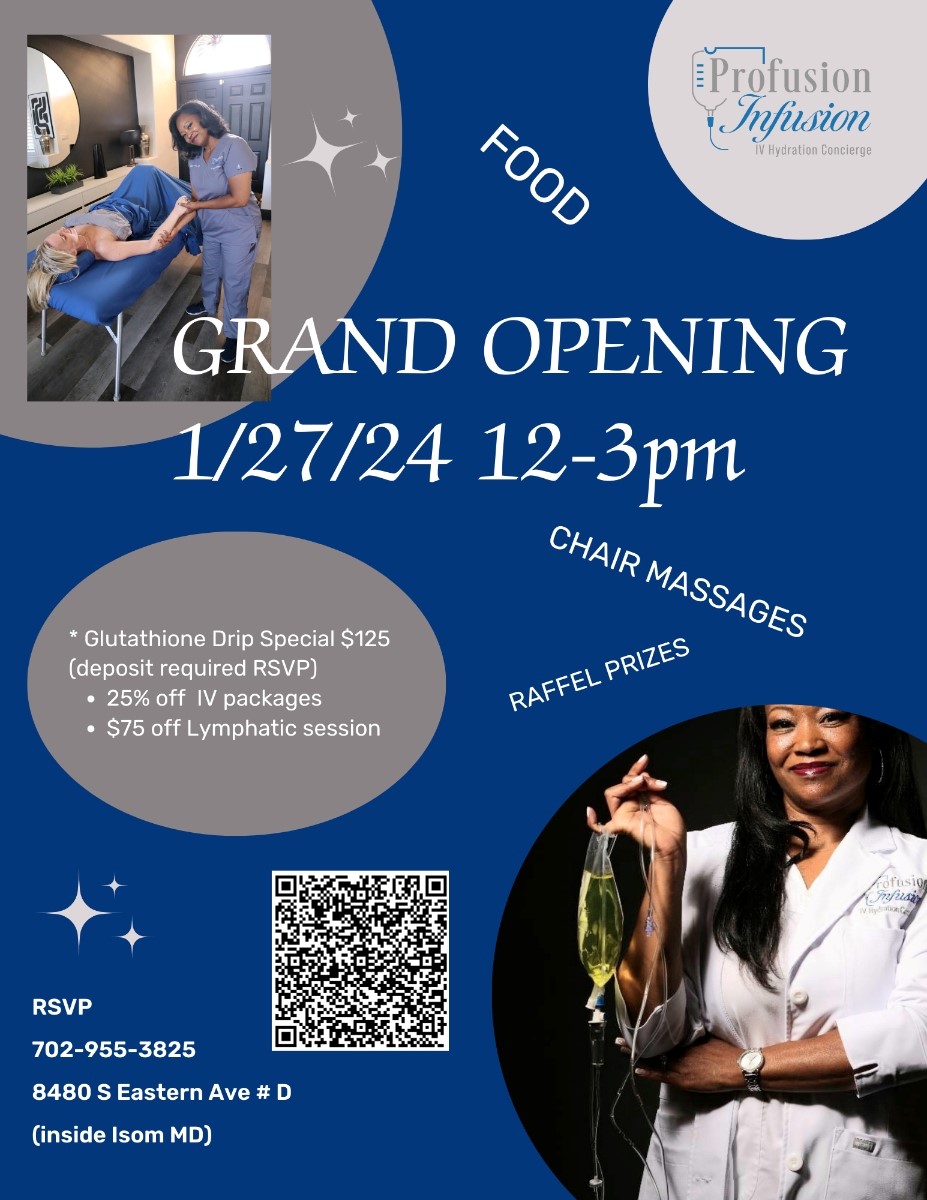 Profusion
Infusion
IV Hydration Concierge
FOOD
GRAND OPENING
1/27/24 12-3pm
CHAIR MASSAGES
RAFFEL PRIZES
* Glutathione Drip Special $125
(deposit required RSVP)
• 25% off IV packages
• $75 off Lymphatic session
RSVP
702-955-3825
8480 S Eastern Ave # D
(inside Isom MD)